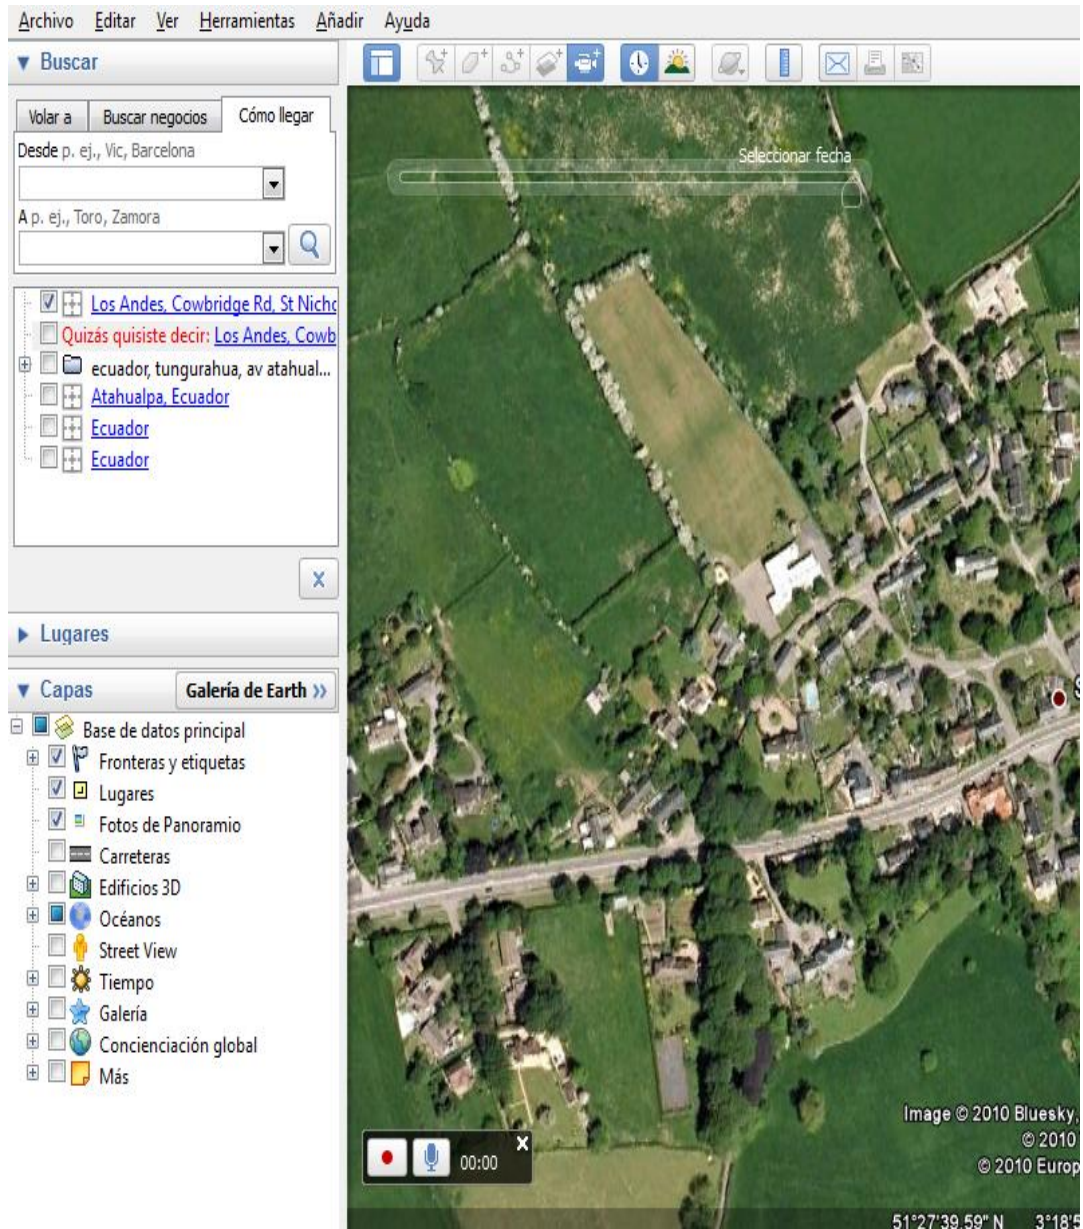 Archivo Editar Ver Herramientas Añadir Ayuda
Buscar
Volar a Buscar negocios Cómo llegar
Desde p. ej., Vic, Barcelona
A p. ej., Toro, Zamora
Los Andes, Cowbridge Rd, St Nicho
Quizás quisiste decir: Los Andes, Cowb
ecuador, tungurahua, av atahual...
Atahualpa, Ecuador
Ecuador
Ecuador
Lugares
Capas Galería de Earth »
Base de datos principal
Fronteras y etiquetas
Lugares
Fotos de Panoramio
Carreteras
Edificios 3D
Océanos
Street View
Tiempo
Galería
Concienciación global
Más
Seleccionar fecha
S
00:00
Image © 2010 Bluesky,
© 2010
© 2010 Europ
51°27'39.59" N 3°18'5